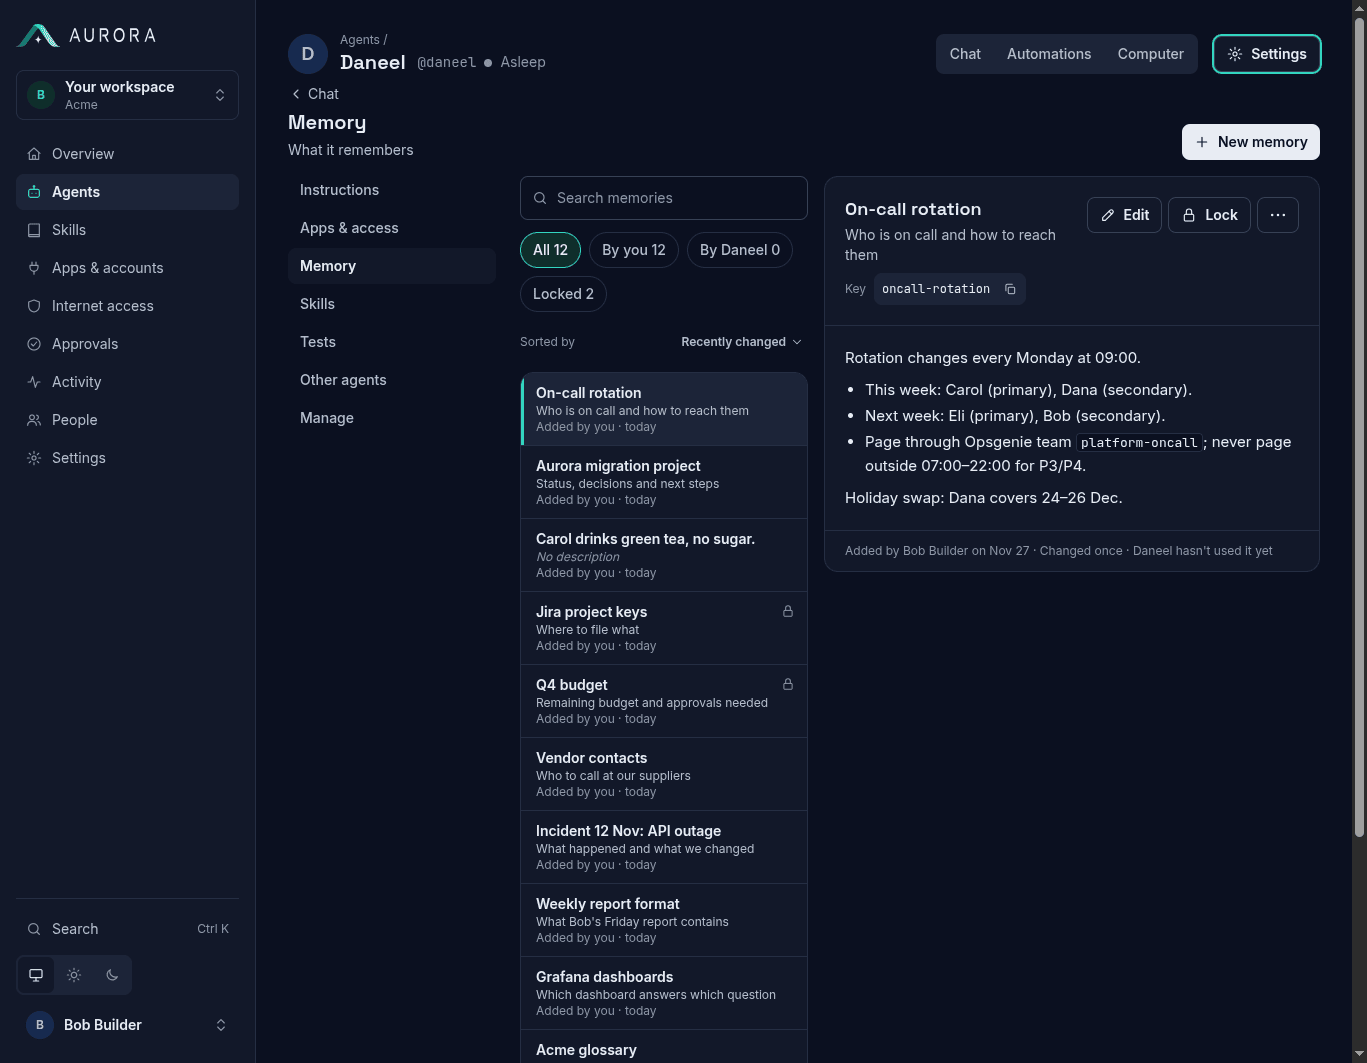 AURORA
B
Your workspace
Acme
Overview
Agents
Skills
Apps & accounts
Internet access
Approvals
Activity
People
Settings
Search
Ctrl K
B
Bob Builder
D
Agents /
Daneel @daneel Asleep
Chat
Automations
Computer
Settings
Chat
Memory
What it remembers
New memory
Instructions
Apps & access
Memory
Skills
Tests
Other agents
Manage
Search memories
All 12
By you 12
By Daneel 0
Locked 2
Sorted by
Recently changed
On-call rotation
Who is on call and how to reach them
Added by you · today
Aurora migration project
Status, decisions and next steps
Added by you · today
Carol drinks green tea, no sugar.
No description
Added by you · today
Jira project keys
Where to file what
Added by you · today
Q4 budget
Remaining budget and approvals needed
Added by you · today
Vendor contacts
Who to call at our suppliers
Added by you · today
Incident 12 Nov: API outage
What happened and what we changed
Added by you · today
Weekly report format
What Bob's Friday report contains
Added by you · today
Grafana dashboards
Which dashboard answers which question
Added by you · today
Acme glossary
On-call rotation
Who is on call and how to reach
them
Edit
Lock
Key oncall-rotation
Rotation changes every Monday at 09:00.
• This week: Carol (primary), Dana (secondary).
• Next week: Eli (primary), Bob (secondary).
• Page through Opsgenie team platform-oncall; never page
outside 07:00–22:00 for P3/P4.
Holiday swap: Dana covers 24–26 Dec.
Added by Bob Builder on Nov 27 · Changed once · Daneel hasn't used it yet